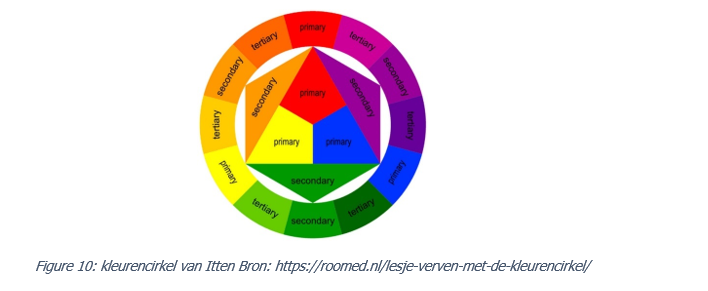 primary
tertiary
secondary
tertiary
primary
tertiary
secondary
tertiary
primary
tertiary
secondary
tertiary
primary
secondary
secondary
primary
primary
secondary
Figure 10: kleurencirkel van Itten Bron: https://roomed.nl/lesje-verven-met-de-kleurencirkel/